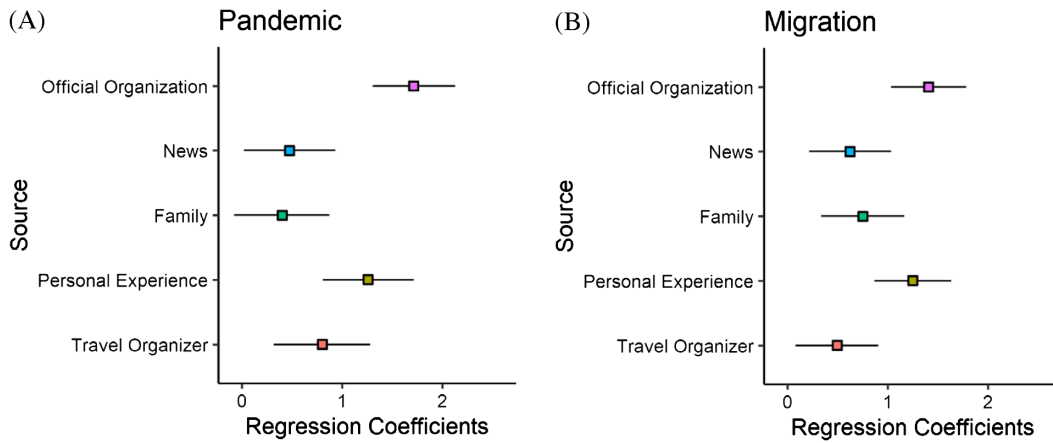 (A)
Pandemic
Official Organization
News
Family
Personal Experience
Travel Organizer
Source
0 1 2
Regression Coefficients
(B)
Migration
Official Organization
News
Family
Personal Experience
Travel Organizer
Source
0 1 2
Regression Coefficients